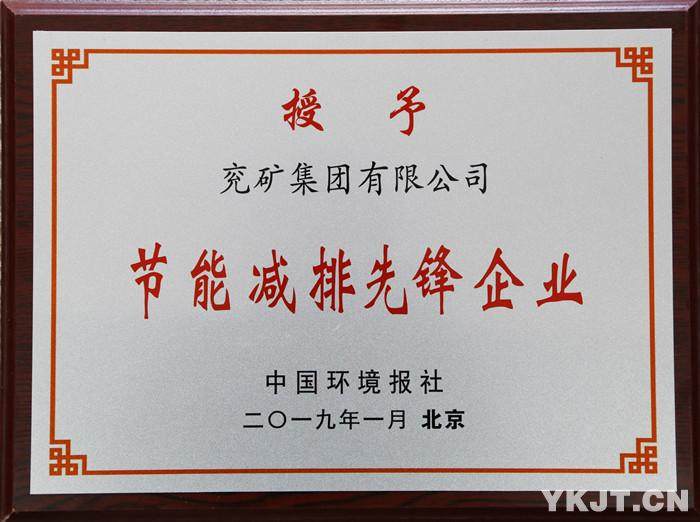 授予
兖矿集团有限公司
节能减排先锋企业
中国环境报社
二〇一九年一月 北京
YKJT.CN